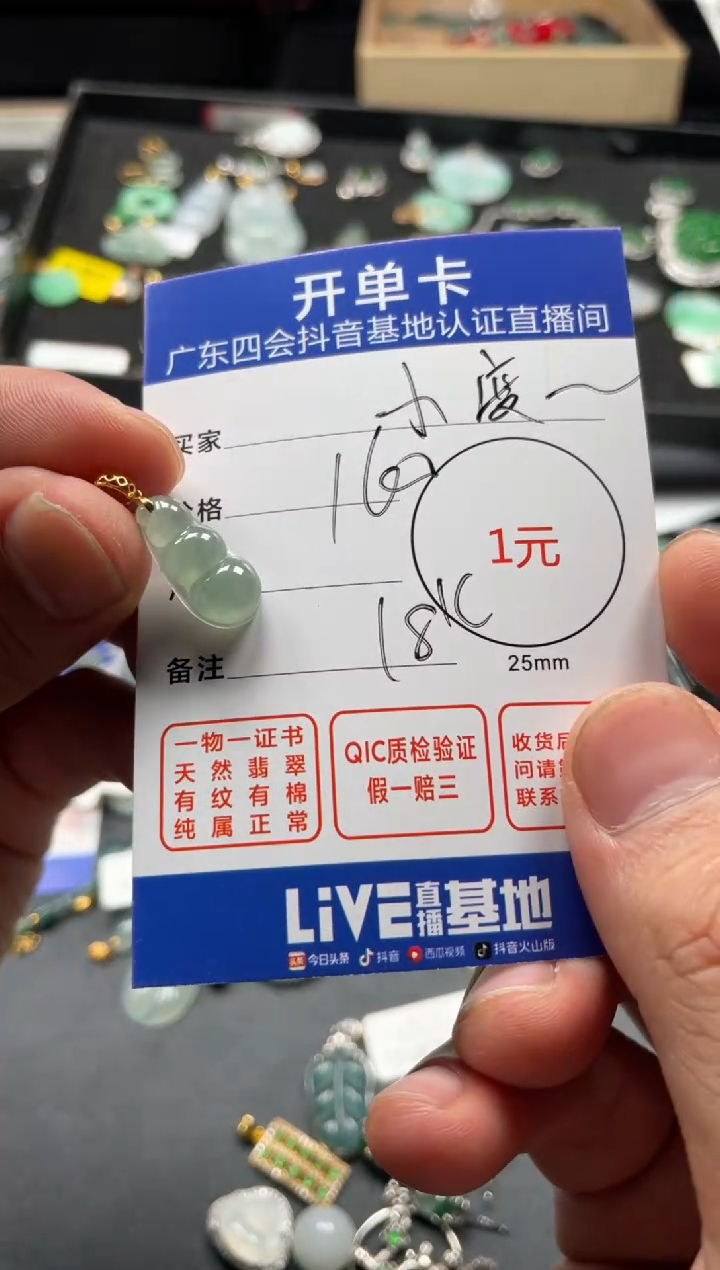 开单卡
广东四会抖音基地认证直播间
买家 小度~
格
1元
18K
备注
25mm
一物一证书
天然翡翠
有纹有棉
纯属正常
QIC质检验证
假一赔三
收货后
问请
联系
LiVE直播基地
头条 今日头条 抖音 西瓜视频 抖音火山版